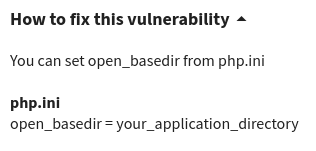 How to fix this vulnerability
You can set open_basedir from php.ini
php.ini
open_basedir = your_application_directory